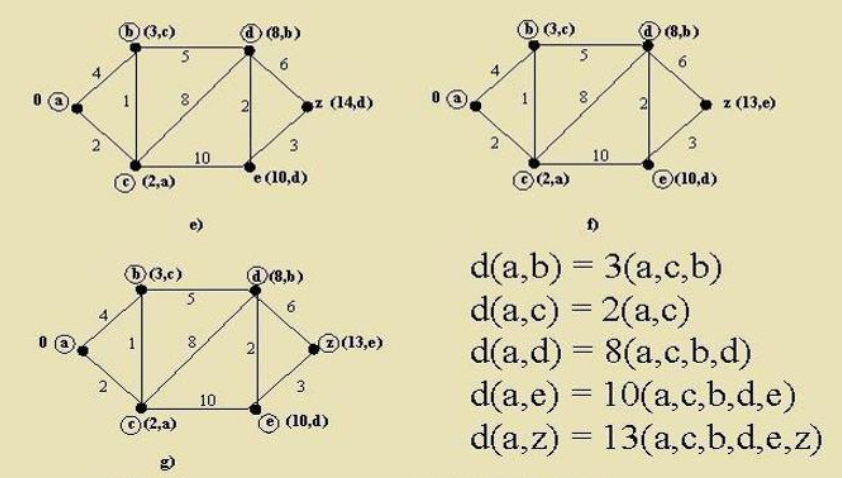 b (3,c) d (8,b)
5
4 6
0 a 1 8 2 z (14,d)
2 3
10
c (2,a) e (10,d)
e)
b (3,c) d (8,b)
5
4 6
0 a 1 8 2 z (13,e)
2 3
10
c (2,a) e (10,d)
f)
b (3,c) d (8,b)
5
4 6
0 a 1 8 2 z (13,e)
2 3
10
c (2,a) e (10,d)
g)
d(a,b) = 3(a,c,b)
d(a,c) = 2(a,c)
d(a,d) = 8(a,c,b,d)
d(a,e) = 10(a,c,b,d,e)
d(a,z) = 13(a,c,b,d,e,z)